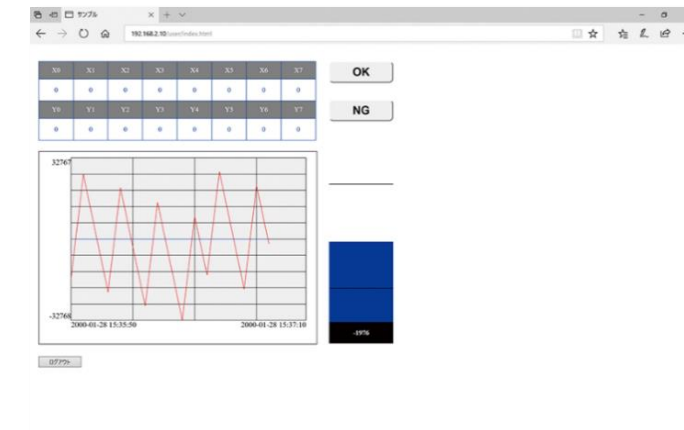 サンプル
192.168.2.10/user/index.html
X0 X1 X2 X3 X4 X5 X6 X7
0 0 0 0 0 0 0 0
Y0 Y1 Y2 Y3 Y4 Y5 Y6 Y7
0 0 0 0 0 0 0 0
OK
NG
32767
-32768
2000-01-28 15:35:50 2000-01-28 15:37:10
-1976
ログアウト